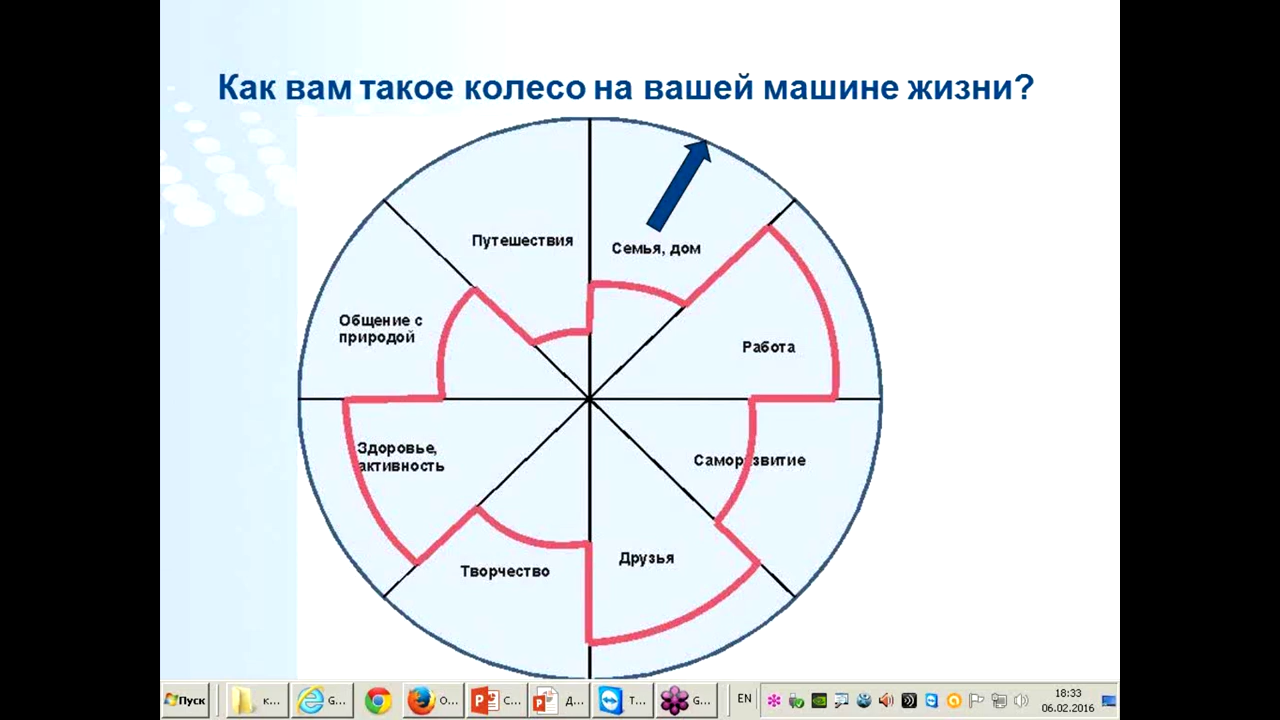 Как вам такое колесо на вашей машине жизни?
Путешествия
Семья, дом
Общение с
природой
Работа
Здоровье,
активность
Саморазвитие
Творчество
Друзья
Пуск
К...
G...
O...
С...
Д...
T...
G...
EN
18:33
06.02.2016